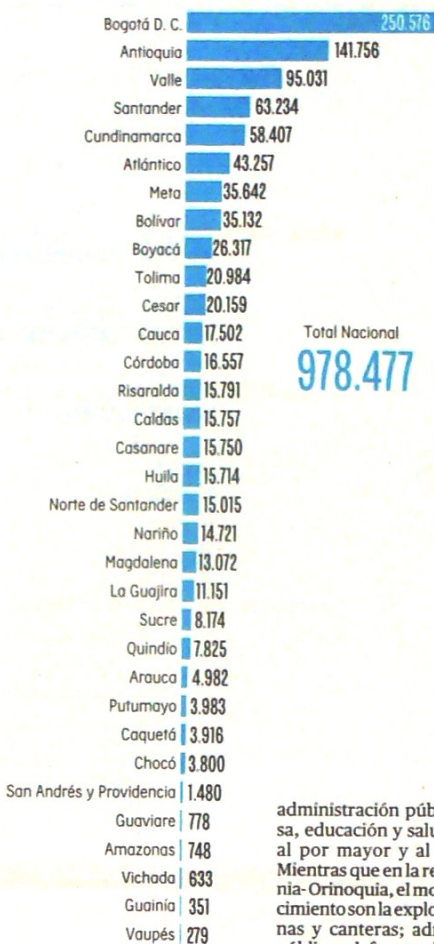 Bogotá D. C. 250.576
Antioquia 141.756
Valle 95.031
Santander 63.234
Cundinamarca 58.407
Atlántico 43.257
Meta 35.642
Bolívar 35.132
Boyacá 26.317
Tolima 20.984
Cesar 20.159
Cauca 17.502
Total Nacional
978.477
Córdoba 16.557
Risaralda 15.791
Caldas 15.757
Casanare 15.750
Huila 15.714
Norte de Santander 15.015
Nariño 14.721
Magdalena 13.072
La Guajira 11.151
Sucre 8.174
Quindío 7.825
Arauca 4.982
Putumayo 3.983
Caquetá 3.916
Chocó 3.800
San Andrés y Providencia 1.480
Guaviare 778
Amazonas 748
Vichada 633
Guainía 351
Vaupés 279
administración púb
sa, educación y salu
al por mayor y al
Mientras que en la re
nia-Orinoquia, el mo
cimiento son la explo
nas y canteras; ad